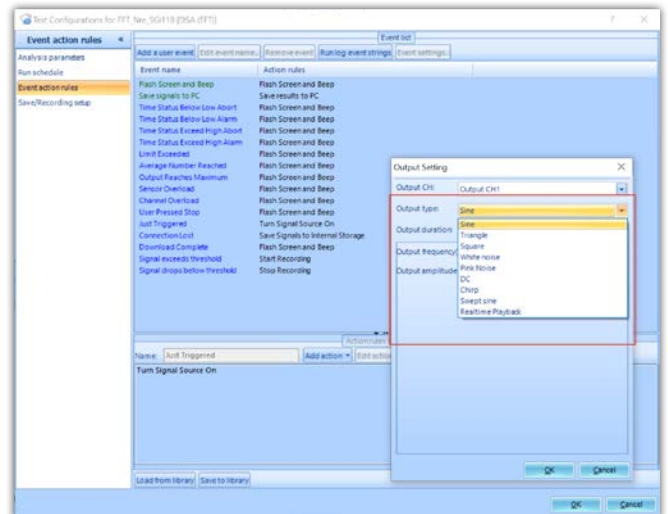 Test Configurations for FFT_Nre_SGI118 [DSA (FFT)]
Event action rules «
Analysis parameters
Run schedule
Event action rules
Save/Recording setup
Event list
Add a user event Edit event name.. Remove event Run log event strings Event settings..
Event name Action rules
Flash Screen and Beep Flash Screen and Beep
Save signals to PC Save results to PC
Time Status Below Low Abort Flash Screen and Beep
Time Status Below Low Alarm Flash Screen and Beep
Time Status Exceed High Abort Flash Screen and Beep
Time Status Exceed High Alarm Flash Screen and Beep
Limit Exceeded Flash Screen and Beep
Average Number Reached Flash Screen and Beep
Output Reaches Maximum Flash Screen and Beep
Sensor Overload Flash Screen and Beep
Channel Overload Flash Screen and Beep
User Pressed Stop Flash Screen and Beep
Just Triggered Turn Signal Source On
Connection Lost Save Signals to Internal Storage
Download Complete Flash Screen and Beep
Signal exceeds threshold Start Recording
Signal drops below threshold Stop Recording
Action rules
Name: Just Triggered Add action Edit action
Turn Signal Source On
Load from library Save to library
OK Cancel
Output Setting
Output CH: Output CH1
Output type: Sine
Output duration
Output frequency
Output amplitude
Sine
Triangle
Square
White noise
Pink Noise
DC
Chirp
Swept sine
Realtime Playback
OK Cancel